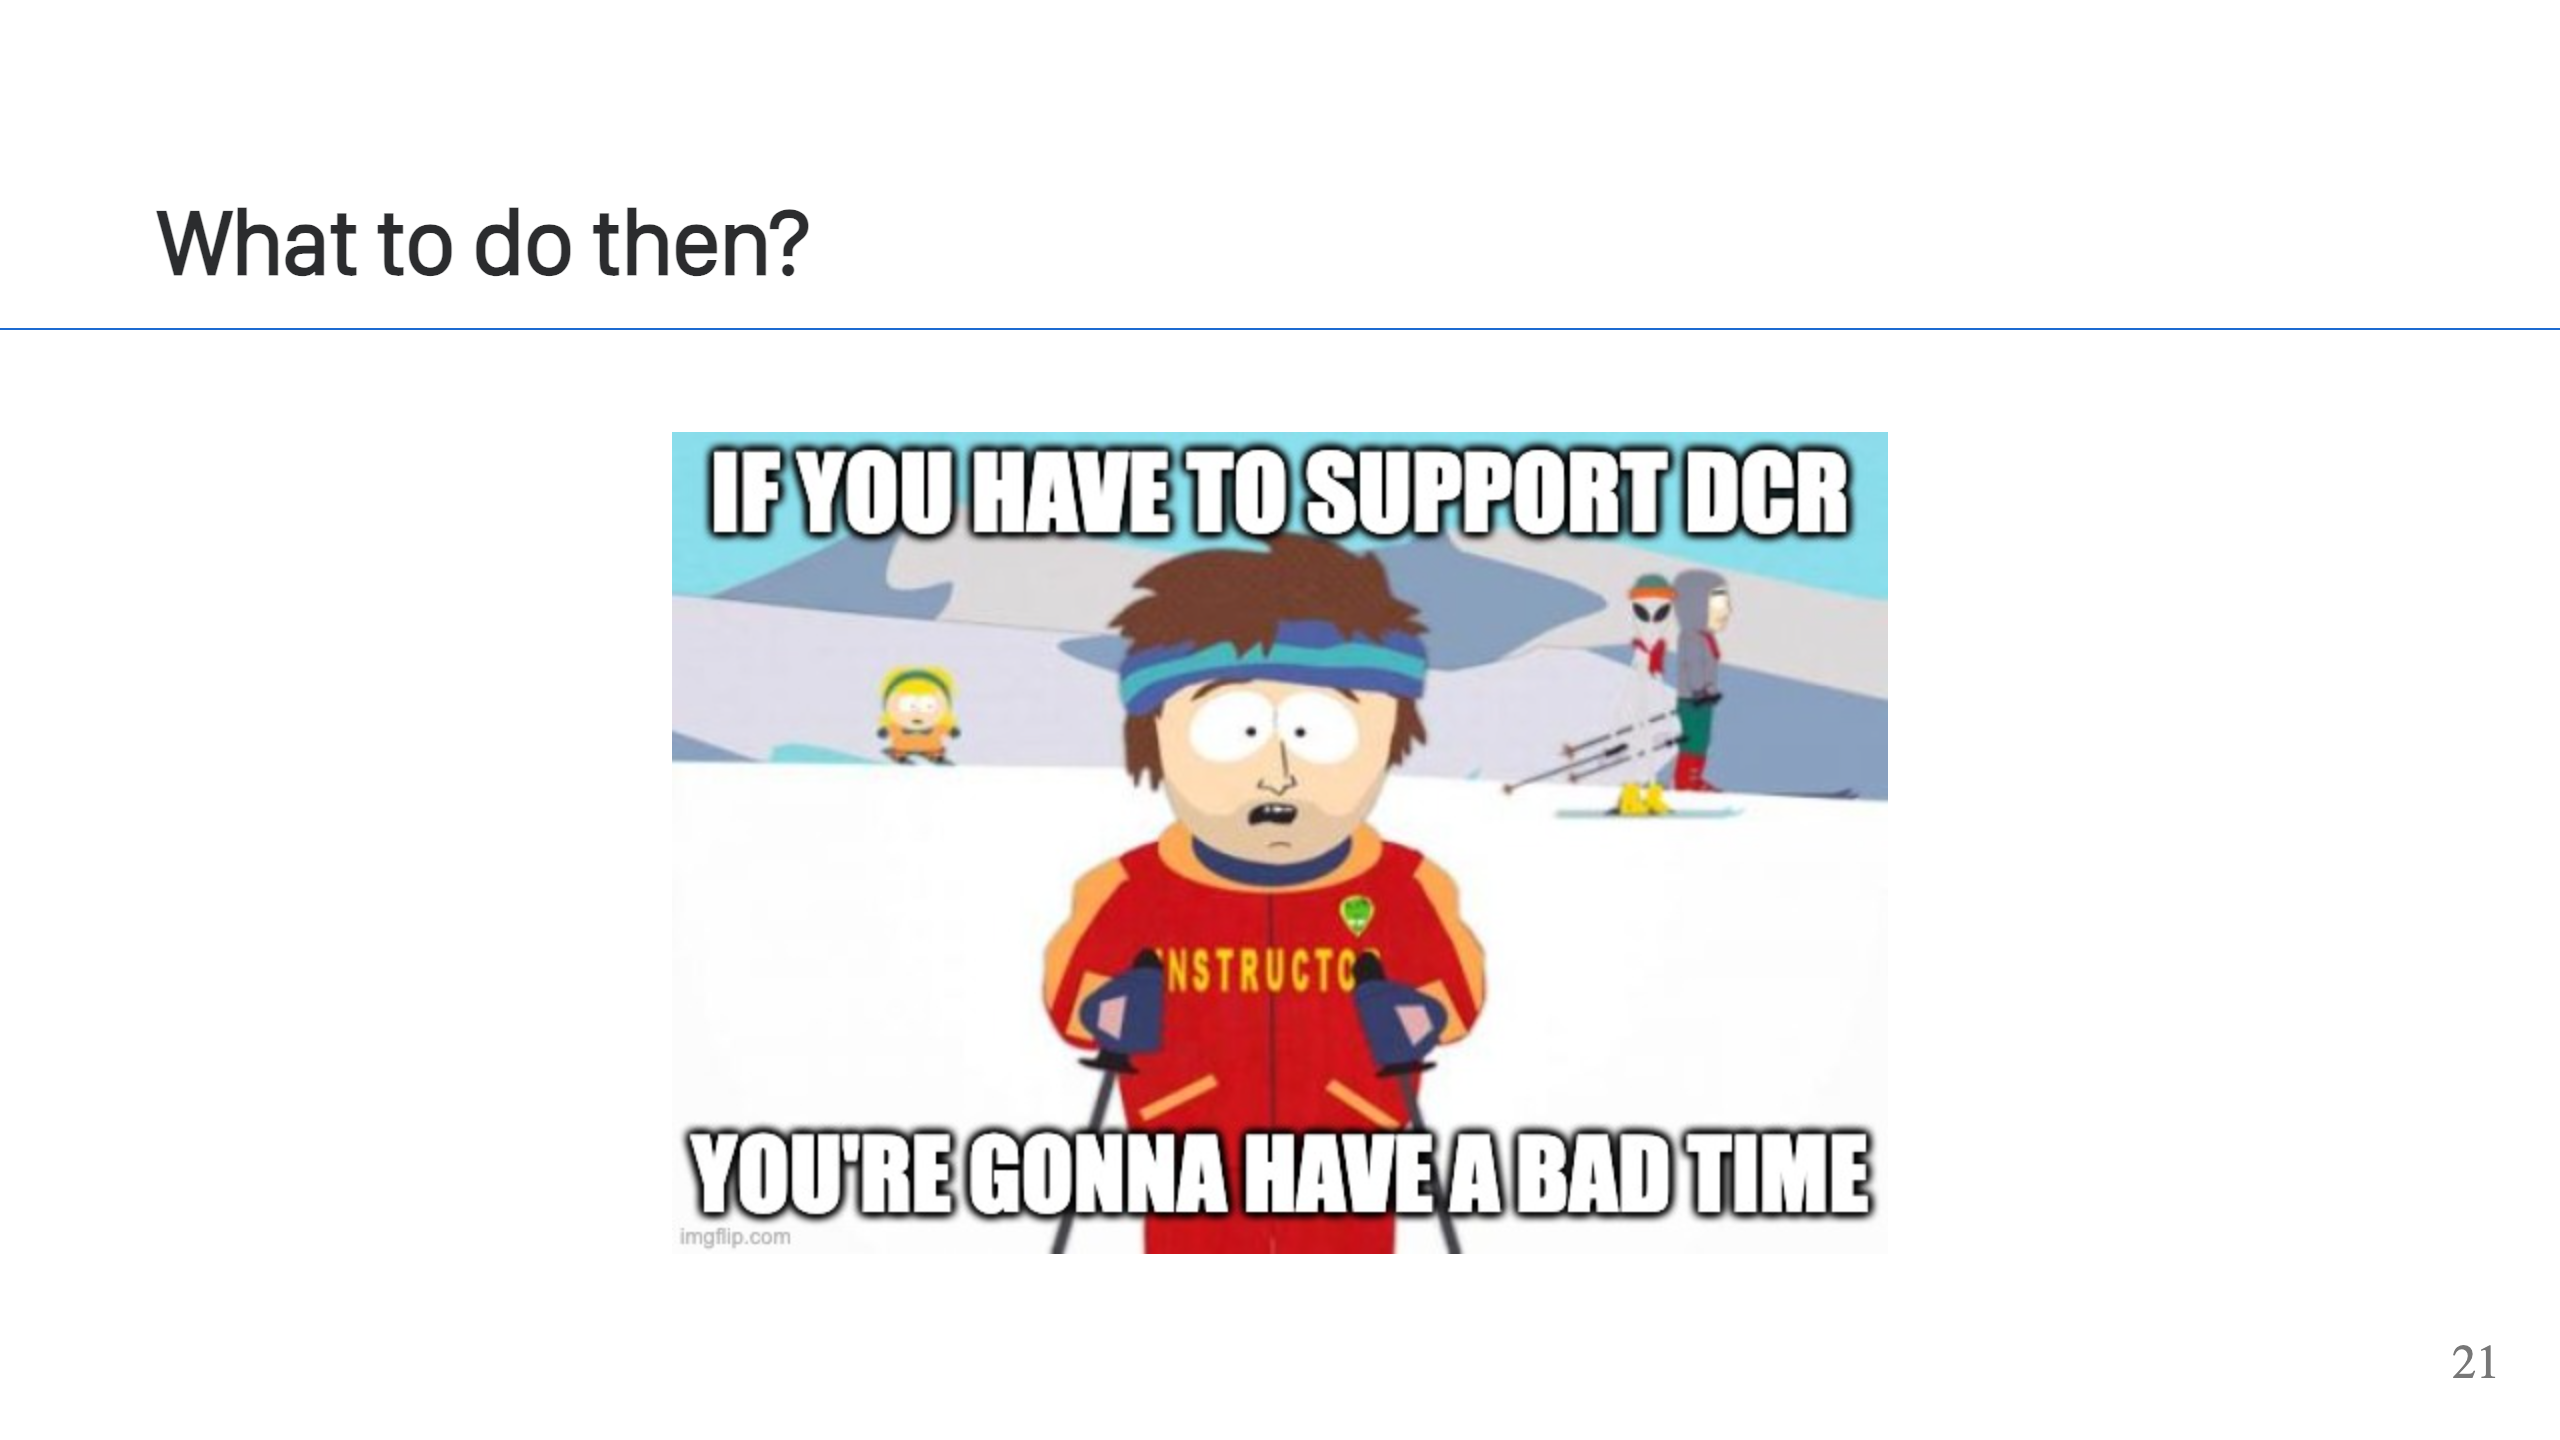 What to do then?
IF YOU HAVE TO SUPPORT DCR
NSTRUCTO
YOU'RE GONNA HAVE A BAD TIME
imgflip.com
21